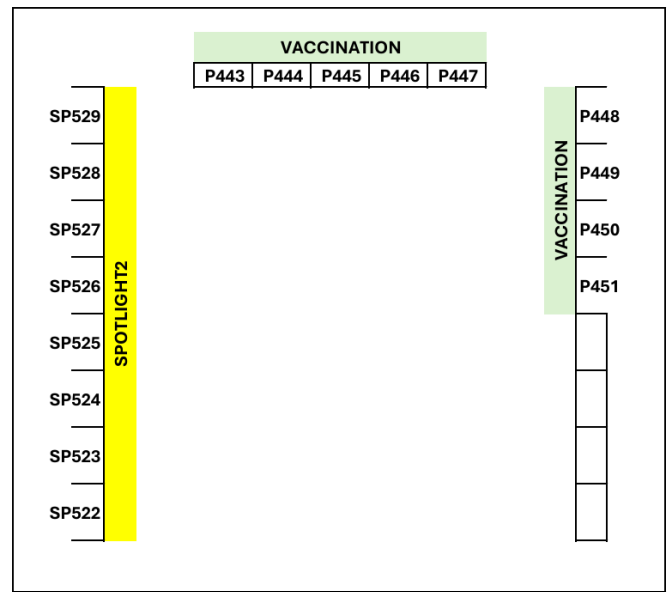 VACCINATION
P443 P444 P445 P446 P447
SP529
SP528
SP527
SP526
SP525
SP524
SP523
SP522
SPOTLIGHT2
VACCINATION
P448
P449
P450
P451